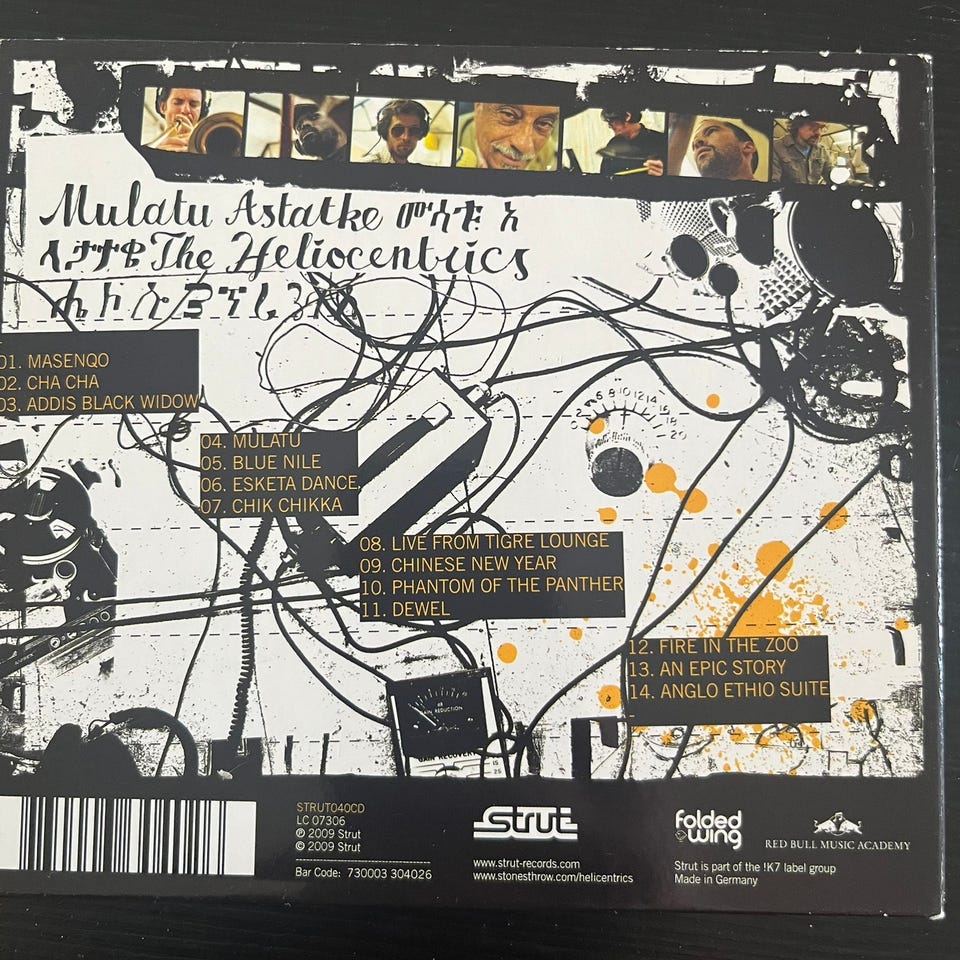 Mulatu Astatke ሙላቱ አ
ስታትኬ The Heliocentrics
01. MASENQO
02. CHA CHA
03. ADDIS BLACK WIDOW
04. MULATU
05. BLUE NILE
06. ESKETA DANCE
07. CHIK CHIKKA
08. LIVE FROM TIGRE LOUNGE
09. CHINESE NEW YEAR
10. PHANTOM OF THE PANTHER
11. DEWEL
12. FIRE IN THE ZOO
13. AN EPIC STORY
14. ANGLO ETHIO SUITE
GAIN REDUCTION
STRUT040CD
LC 07306
℗ 2009 Strut
© 2009 Strut
Bar Code: 730003 304026
Strut
www.strut-records.com
www.stonesthrow.com/helicentrics
folded
wing
RED BULL MUSIC ACADEMY
Strut is part of the !K7 label group
Made in Germany